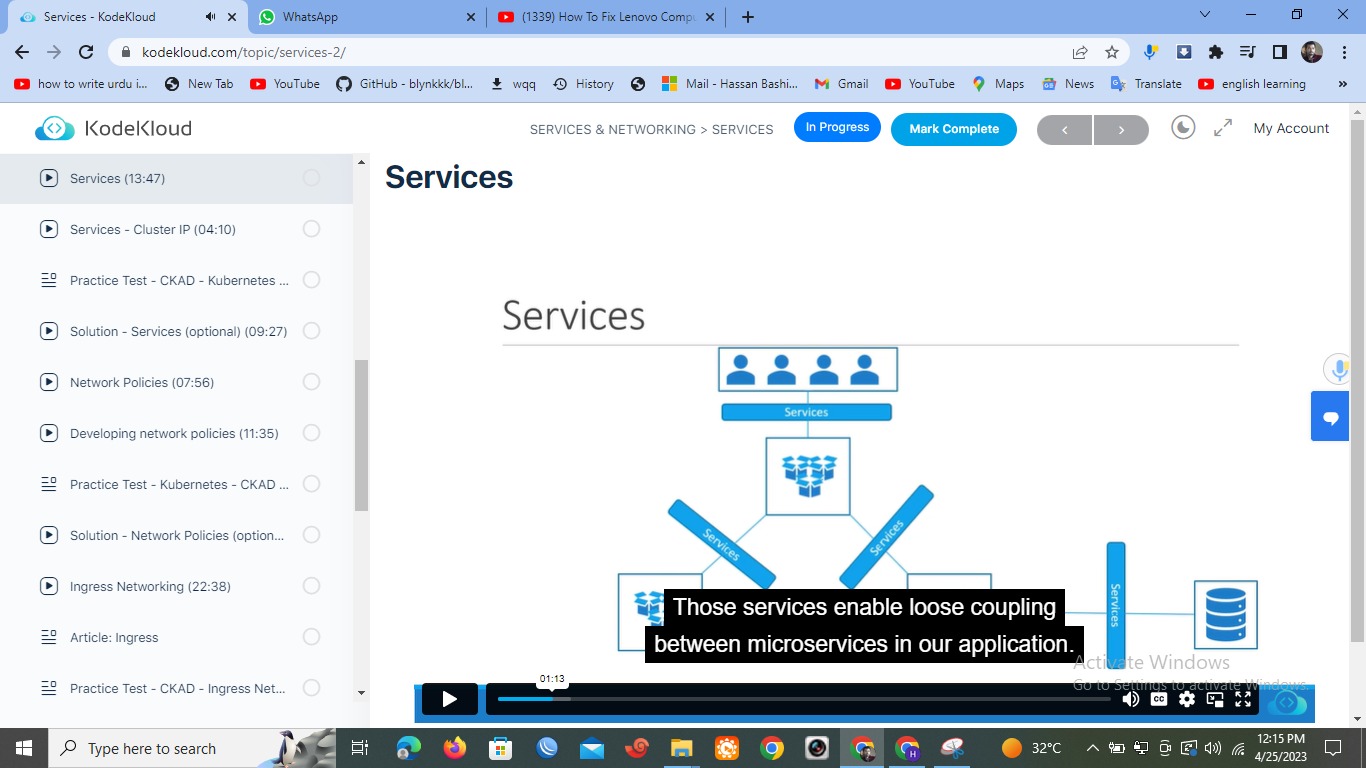 Services - KodeKloud
WhatsApp
(1339) How To Fix Lenovo Compu
kodekloud.com/topic/services-2/
how to write urdu i...
New Tab
YouTube
GitHub - blynkkk/bl...
wqq
History
Mail - Hassan Bashi...
Gmail
YouTube
Maps
News
Translate
english learning
»
KodeKloud
SERVICES & NETWORKING > SERVICES
In Progress
Mark Complete
My Account
Services (13:47)
Services - Cluster IP (04:10)
Practice Test - CKAD - Kubernetes ...
Solution - Services (optional) (09:27)
Network Policies (07:56)
Developing network policies (11:35)
Practice Test - Kubernetes - CKAD ...
Solution - Network Policies (option...
Ingress Networking (22:38)
Article: Ingress
Practice Test - CKAD - Ingress Net...
Services
Services
Services
Services
Services
Services
Those services enable loose coupling
between microservices in our application.
Activate Windows
Go to Settings to activate Windows.
01:13
CC
Type here to search
32°C
12:15 PM
4/25/2023